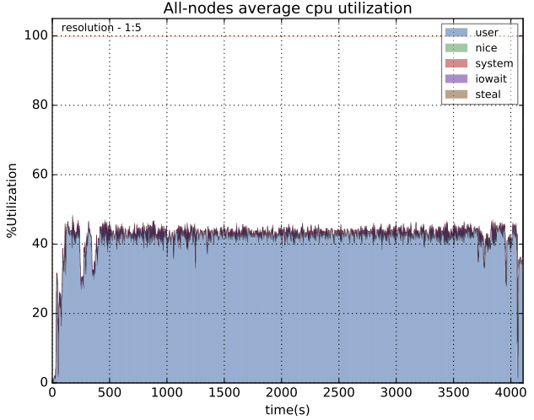 All-nodes average cpu utilization
resolution - 1:5
user
nice
system
iowait
steal
100
80
60
40
20
0
%Utilization
0 500 1000 1500 2000 2500 3000 3500 4000
time(s)